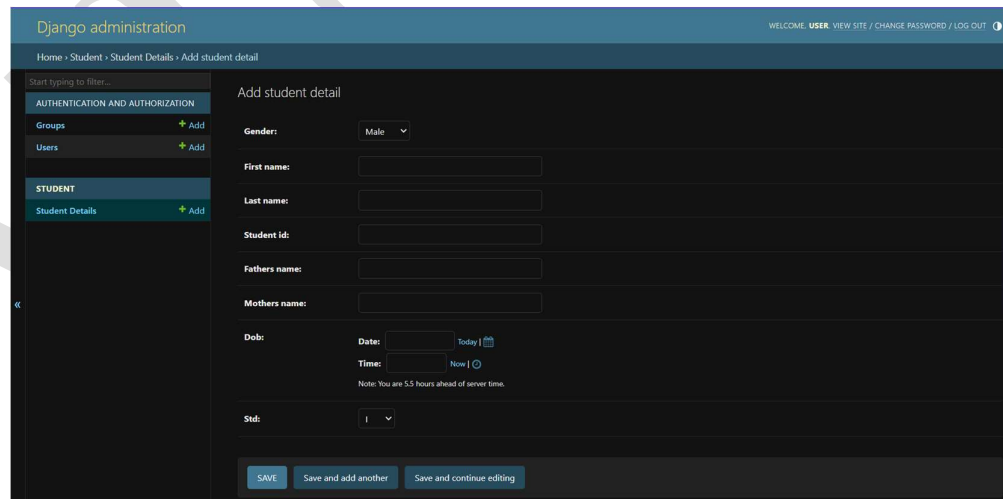 Django administration
WELCOME, USER. VIEW SITE / CHANGE PASSWORD / LOG OUT
Home › Student › Student Details › Add student detail
Start typing to filter...
AUTHENTICATION AND AUTHORIZATION
Groups + Add
Users + Add
STUDENT
Student Details + Add
«
Add student detail
Gender: Male
First name:
Last name:
Student id:
Fathers name:
Mothers name:
Dob: Date: Today |
Time: Now |
Note: You are 5.5 hours ahead of server time.
Std: I
SAVE Save and add another Save and continue editing